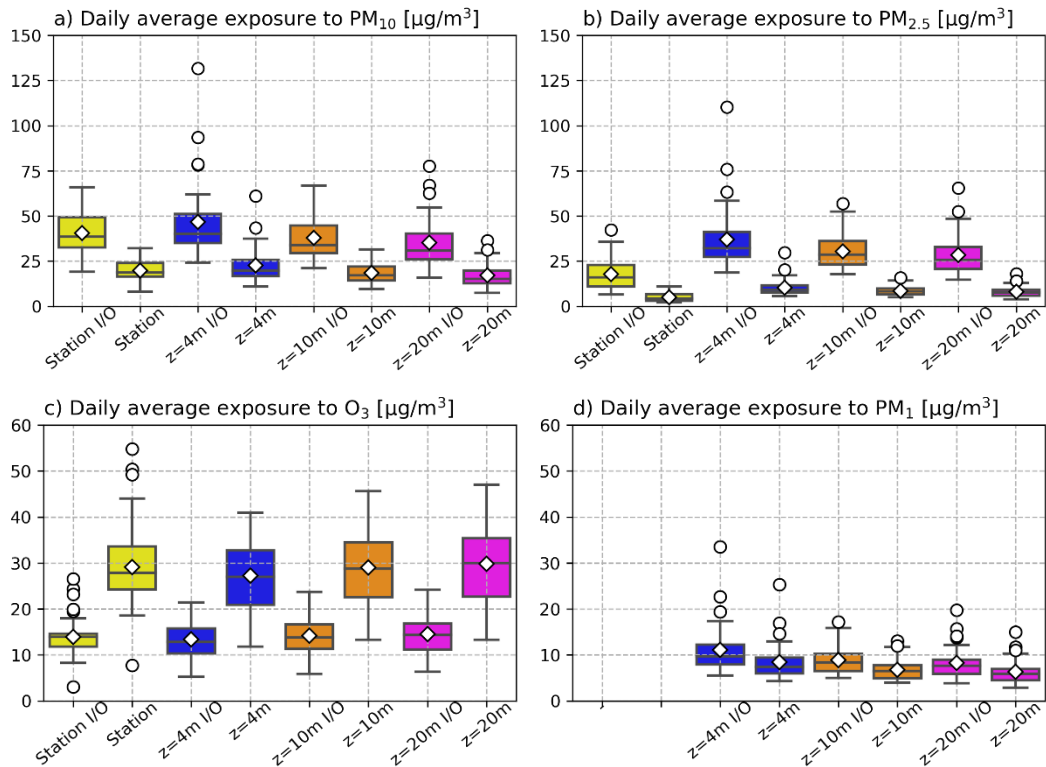 a) Daily average exposure to PM₁₀ [µg/m³]
150
125
100
75
50
25
0
Station I/O
Station
z=4m I/O
z=4m
z=10m I/O
z=10m
z=20m I/O
z=20m
b) Daily average exposure to PM₂.₅ [µg/m³]
150
125
100
75
50
25
0
Station I/O
Station
z=4m I/O
z=4m
z=10m I/O
z=10m
z=20m I/O
z=20m
c) Daily average exposure to O₃ [µg/m³]
60
50
40
30
20
10
0
Station I/O
Station
z=4m I/O
z=4m
z=10m I/O
z=10m
z=20m I/O
z=20m
d) Daily average exposure to PM₁ [µg/m³]
60
50
40
30
20
10
0
z=4m I/O
z=4m
z=10m I/O
z=10m
z=20m I/O
z=20m